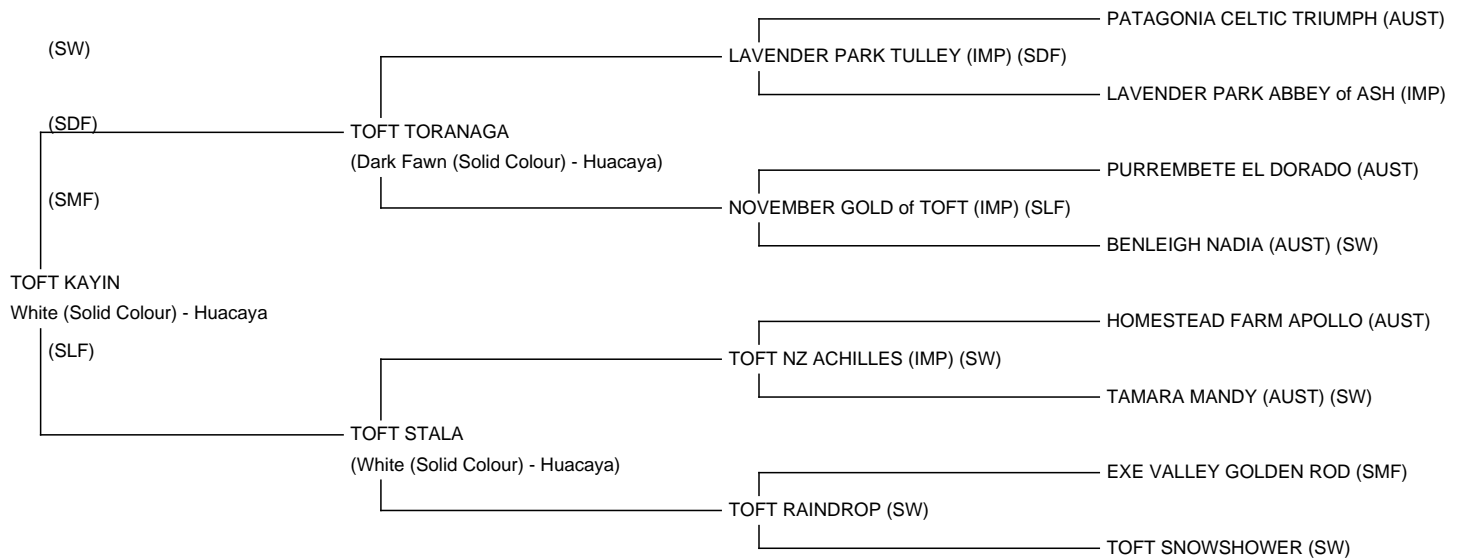 PATAGONIA CELTIC TRIUMPH (AUST)
(SW)
LAVENDER PARK TULLEY (IMP) (SDF)
LAVENDER PARK ABBEY of ASH (IMP)
(SDF)
TOFT TORANAGA
(Dark Fawn (Solid Colour) - Huacaya)
PURREMBETE EL DORADO (AUST)
(SMF)
NOVEMBER GOLD of TOFT (IMP) (SLF)
BENLEIGH NADIA (AUST) (SW)
TOFT KAYIN
White (Solid Colour) - Huacaya
HOMESTEAD FARM APOLLO (AUST)
(SLF)
TOFT NZ ACHILLES (IMP) (SW)
TAMARA MANDY (AUST) (SW)
TOFT STALA
(White (Solid Colour) - Huacaya)
EXE VALLEY GOLDEN ROD (SMF)
TOFT RAINDROP (SW)
TOFT SNOWSHOWER (SW)